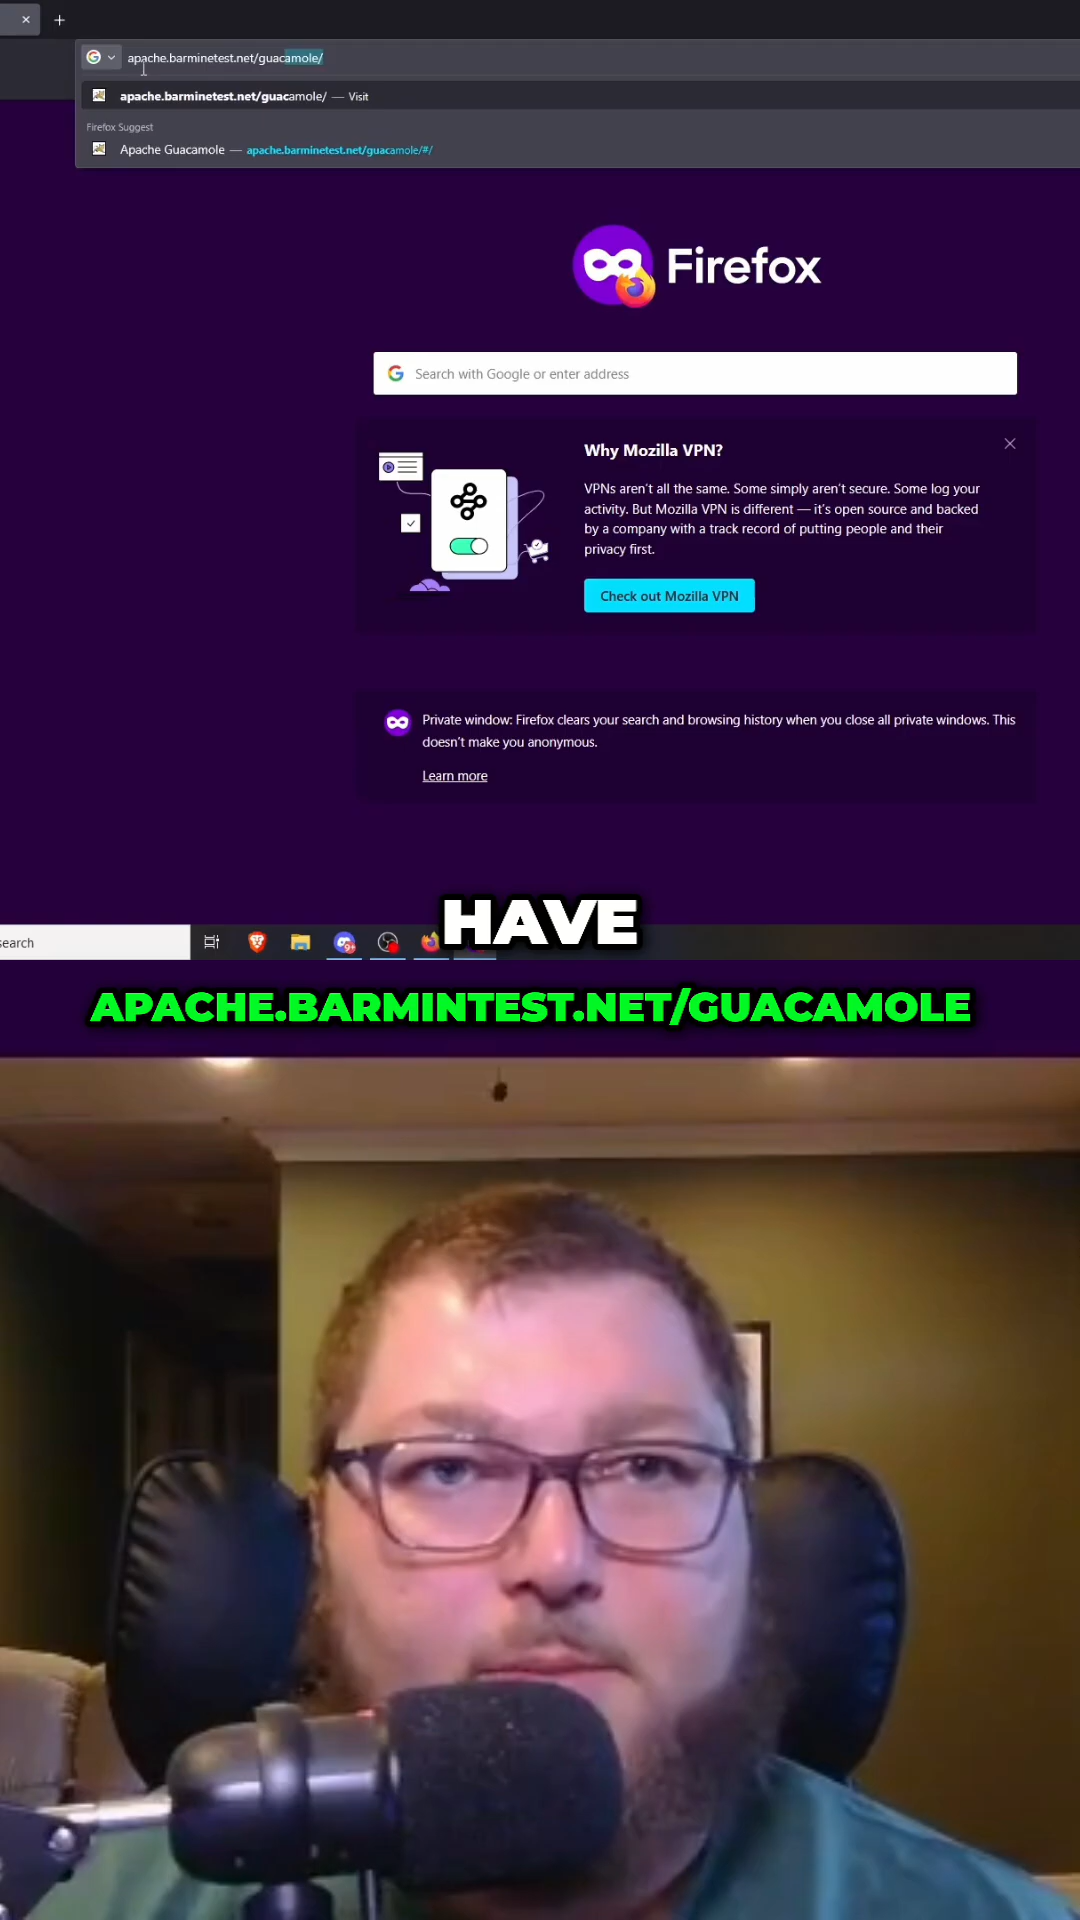 apache.barminetest.net/guacamole/
apache.barminetest.net/guacamole/ — Visit
Firefox Suggest
Apache Guacamole — apache.barminetest.net/guacamole/#/
Firefox
Search with Google or enter address
Why Mozilla VPN?
VPNs aren't all the same. Some simply aren't secure. Some log your
activity. But Mozilla VPN is different — it's open source and backed
by a company with a track record of putting people and their
privacy first.
Check out Mozilla VPN
Private window: Firefox clears your search and browsing history when you close all private windows. This
doesn't make you anonymous.
Learn more
HAVE
search
9+
APACHE.BARMINTEST.NET/GUACAMOLE